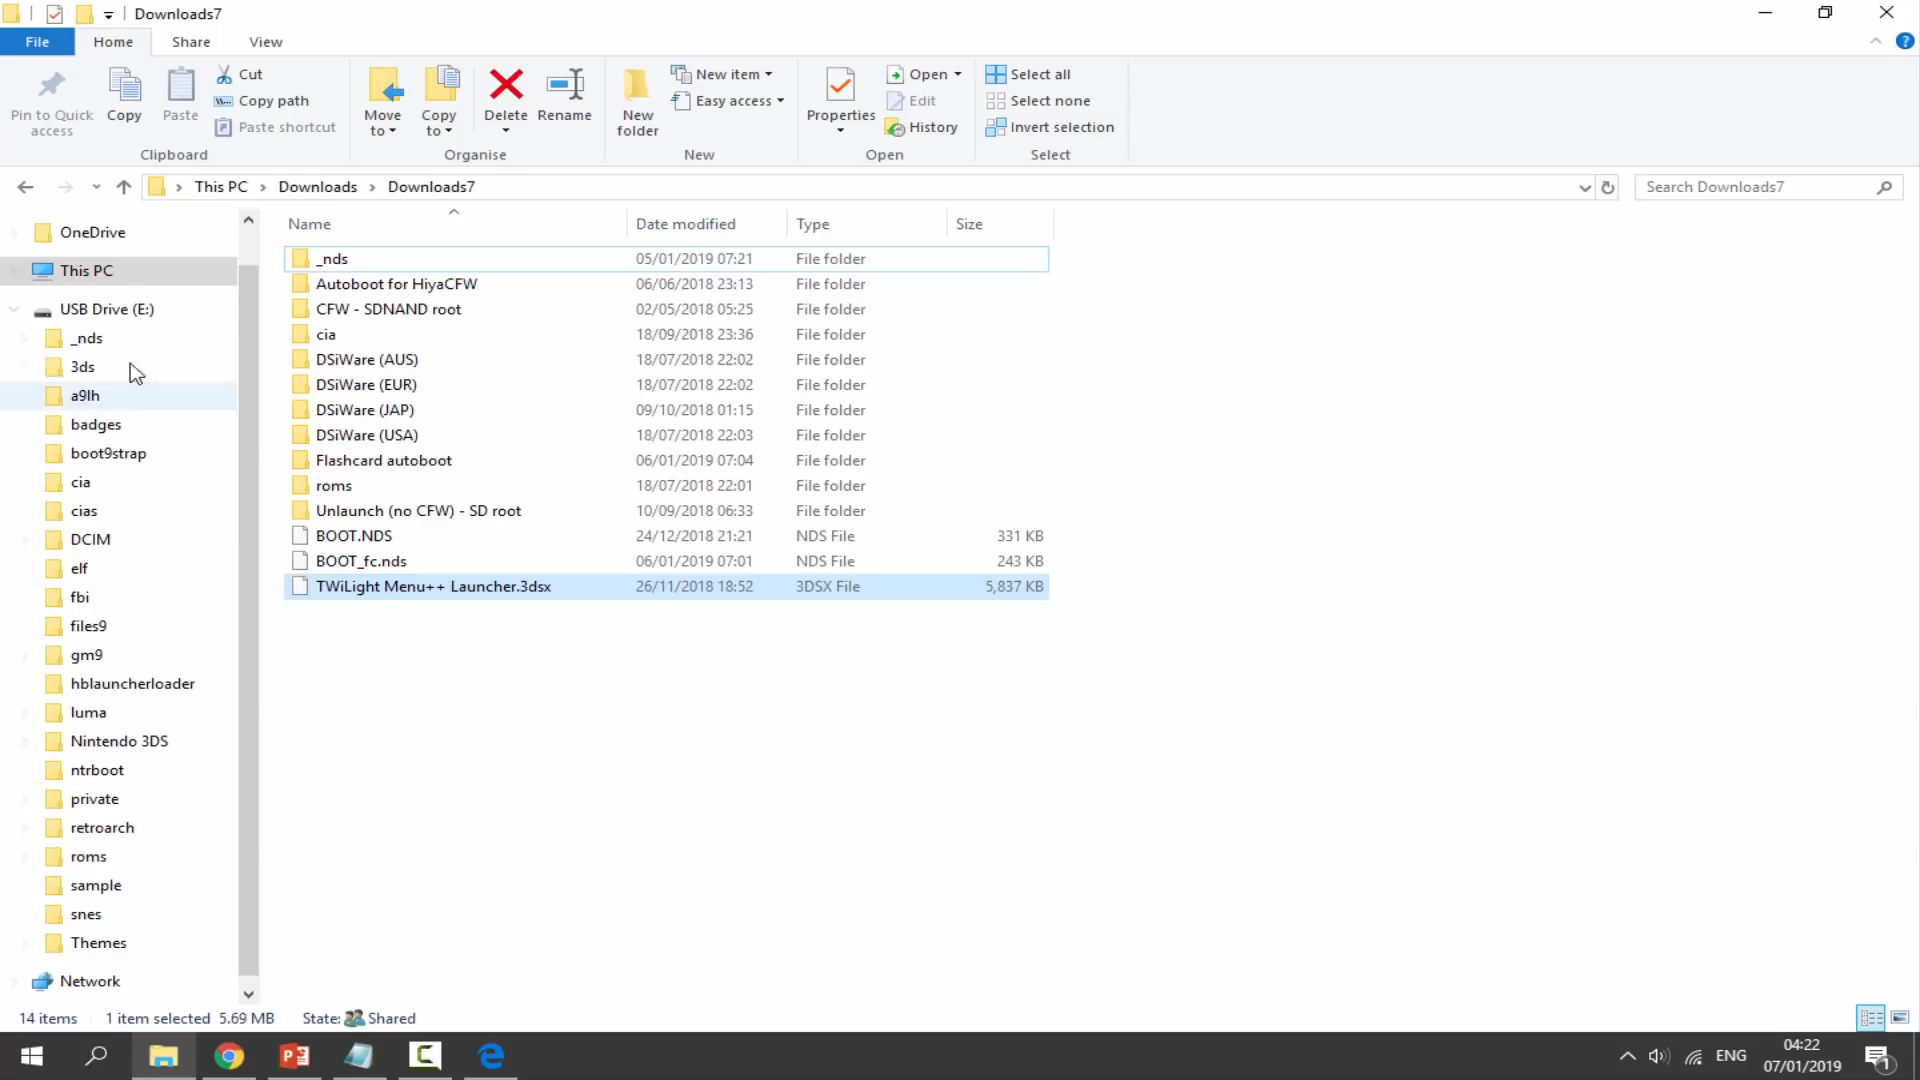 Downloads7
File Home Share View
Pin to Quick access
Copy
Paste
Cut
Copy path
Paste shortcut
Clipboard
Move to
Copy to
Delete
Rename
Organise
New folder
New item
Easy access
New
Properties
Open
Edit
History
Open
Select all
Select none
Invert selection
Select
This PC > Downloads > Downloads7
Search Downloads7
OneDrive
This PC
USB Drive (E:)
_nds
3ds
a9lh
badges
boot9strap
cia
cias
DCIM
elf
fbi
files9
gm9
hblauncherloader
luma
Nintendo 3DS
ntrboot
private
retroarch
roms
sample
snes
Themes
Network
Name Date modified Type Size
_nds 05/01/2019 07:21 File folder
Autoboot for HiyaCFW 06/06/2018 23:13 File folder
CFW - SDNAND root 02/05/2018 05:25 File folder
cia 18/09/2018 23:36 File folder
DSiWare (AUS) 18/07/2018 22:02 File folder
DSiWare (EUR) 18/07/2018 22:02 File folder
DSiWare (JAP) 09/10/2018 01:15 File folder
DSiWare (USA) 18/07/2018 22:03 File folder
Flashcard autoboot 06/01/2019 07:04 File folder
roms 18/07/2018 22:01 File folder
Unlaunch (no CFW) - SD root 10/09/2018 06:33 File folder
BOOT.NDS 24/12/2018 21:21 NDS File 331 KB
BOOT_fc.nds 06/01/2019 07:01 NDS File 243 KB
TWiLight Menu++ Launcher.3dsx 26/11/2018 18:52 3DSX File 5,837 KB
14 items 1 item selected 5.69 MB State: Shared
ENG
04:22
07/01/2019
1